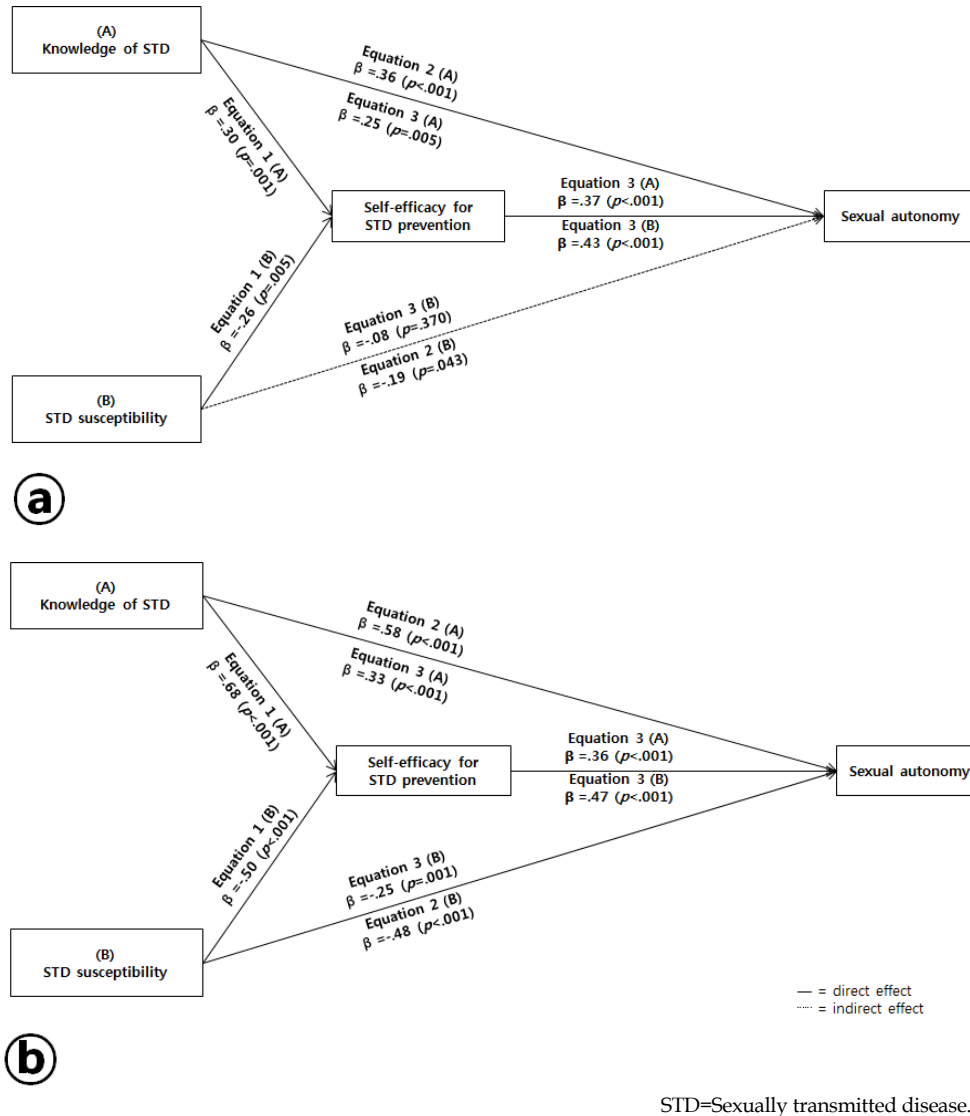 (A)
Knowledge of STD
Equation 2 (A)
β =.36 (p<.001)
Equation 3 (A)
β =.25 (p=.005)
Equation 1 (A)
β =.30 (p=.001)
Self-efficacy for
STD prevention
Equation 3 (A)
β =.37 (p<.001)
Equation 3 (B)
β =.43 (p<.001)
Sexual autonomy
Equation 1 (B)
β =-.26 (p=.005)
Equation 3 (B)
β =-.08 (p=.370)
Equation 2 (B)
β =-.19 (p=.043)
(B)
STD susceptibility
a
(A)
Knowledge of STD
Equation 2 (A)
β =.58 (p<.001)
Equation 3 (A)
β =.33 (p<.001)
Equation 1 (A)
β =.68 (p<.001)
Self-efficacy for
STD prevention
Equation 3 (A)
β =.36 (p<.001)
Equation 3 (B)
β =.47 (p<.001)
Sexual autonomy
Equation 1 (B)
β =-.50 (p<.001)
Equation 3 (B)
β =-.25 (p=.001)
Equation 2 (B)
β =-.48 (p<.001)
(B)
STD susceptibility
— = direct effect
····· = indirect effect
b
STD=Sexually transmitted disease.